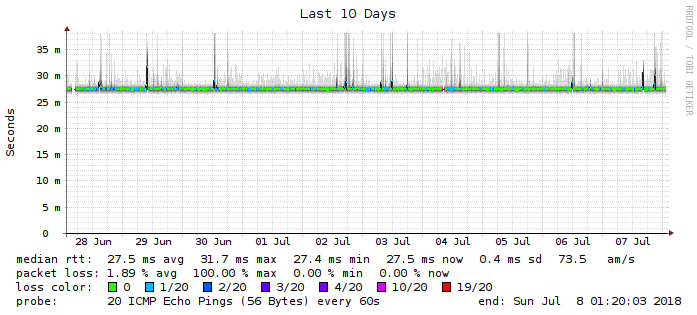 Last 10 Days
RRDTOOL / TOBI OETIKER
Seconds
35 m
30 m
25 m
20 m
15 m
10 m
5 m
0
28 Jun 29 Jun 30 Jun 01 Jul 02 Jul 03 Jul 04 Jul 05 Jul 06 Jul 07 Jul
median rtt: 27.5 ms avg 31.7 ms max 27.4 ms min 27.5 ms now 0.4 ms sd 73.5 am/s
packet loss: 1.89 % avg 100.00 % max 0.00 % min 0.00 % now
loss color: 0 1/20 2/20 3/20 4/20 10/20 19/20
probe: 20 ICMP Echo Pings (56 Bytes) every 60s end: Sun Jul 8 01:20:03 2018